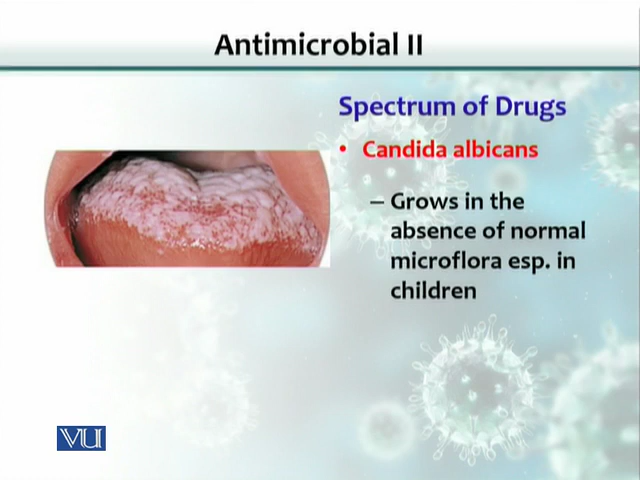 Antimicrobial II
Spectrum of Drugs
• Candida albicans
– Grows in the
absence of normal
microflora esp. in
children
VU